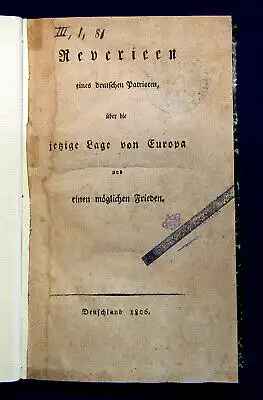 III, 1, 81
Reverieen
eines deutschen Patrioten,
über die
jetzige Lage von Europa
und
einen möglichen Frieden.
Deutschland 1806.